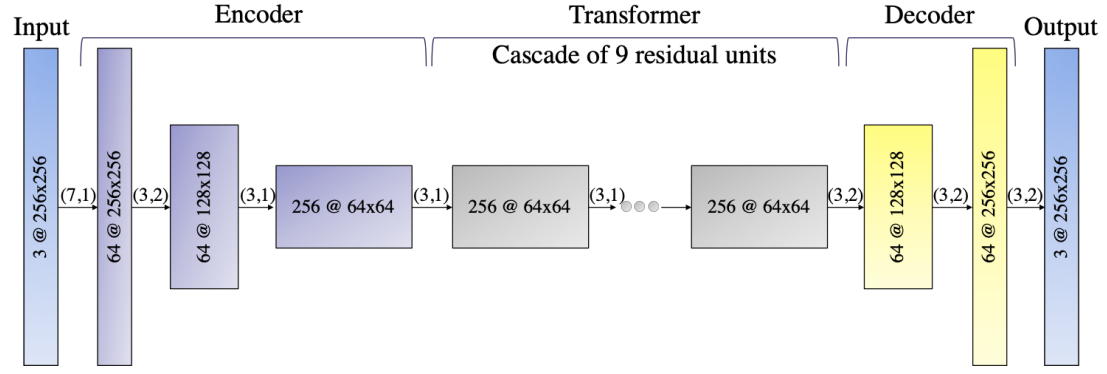 Input
Encoder
Transformer
Decoder
Output
Cascade of 9 residual units
3 @ 256x256
(7,1)
64 @ 256x256
(3,2)
64 @ 128x128
(3,1)
256 @ 64x64
(3,1)
256 @ 64x64
(3,1)
256 @ 64x64
(3,2)
64 @ 128x128
(3,2)
64 @ 256x256
(3,2)
3 @ 256x256